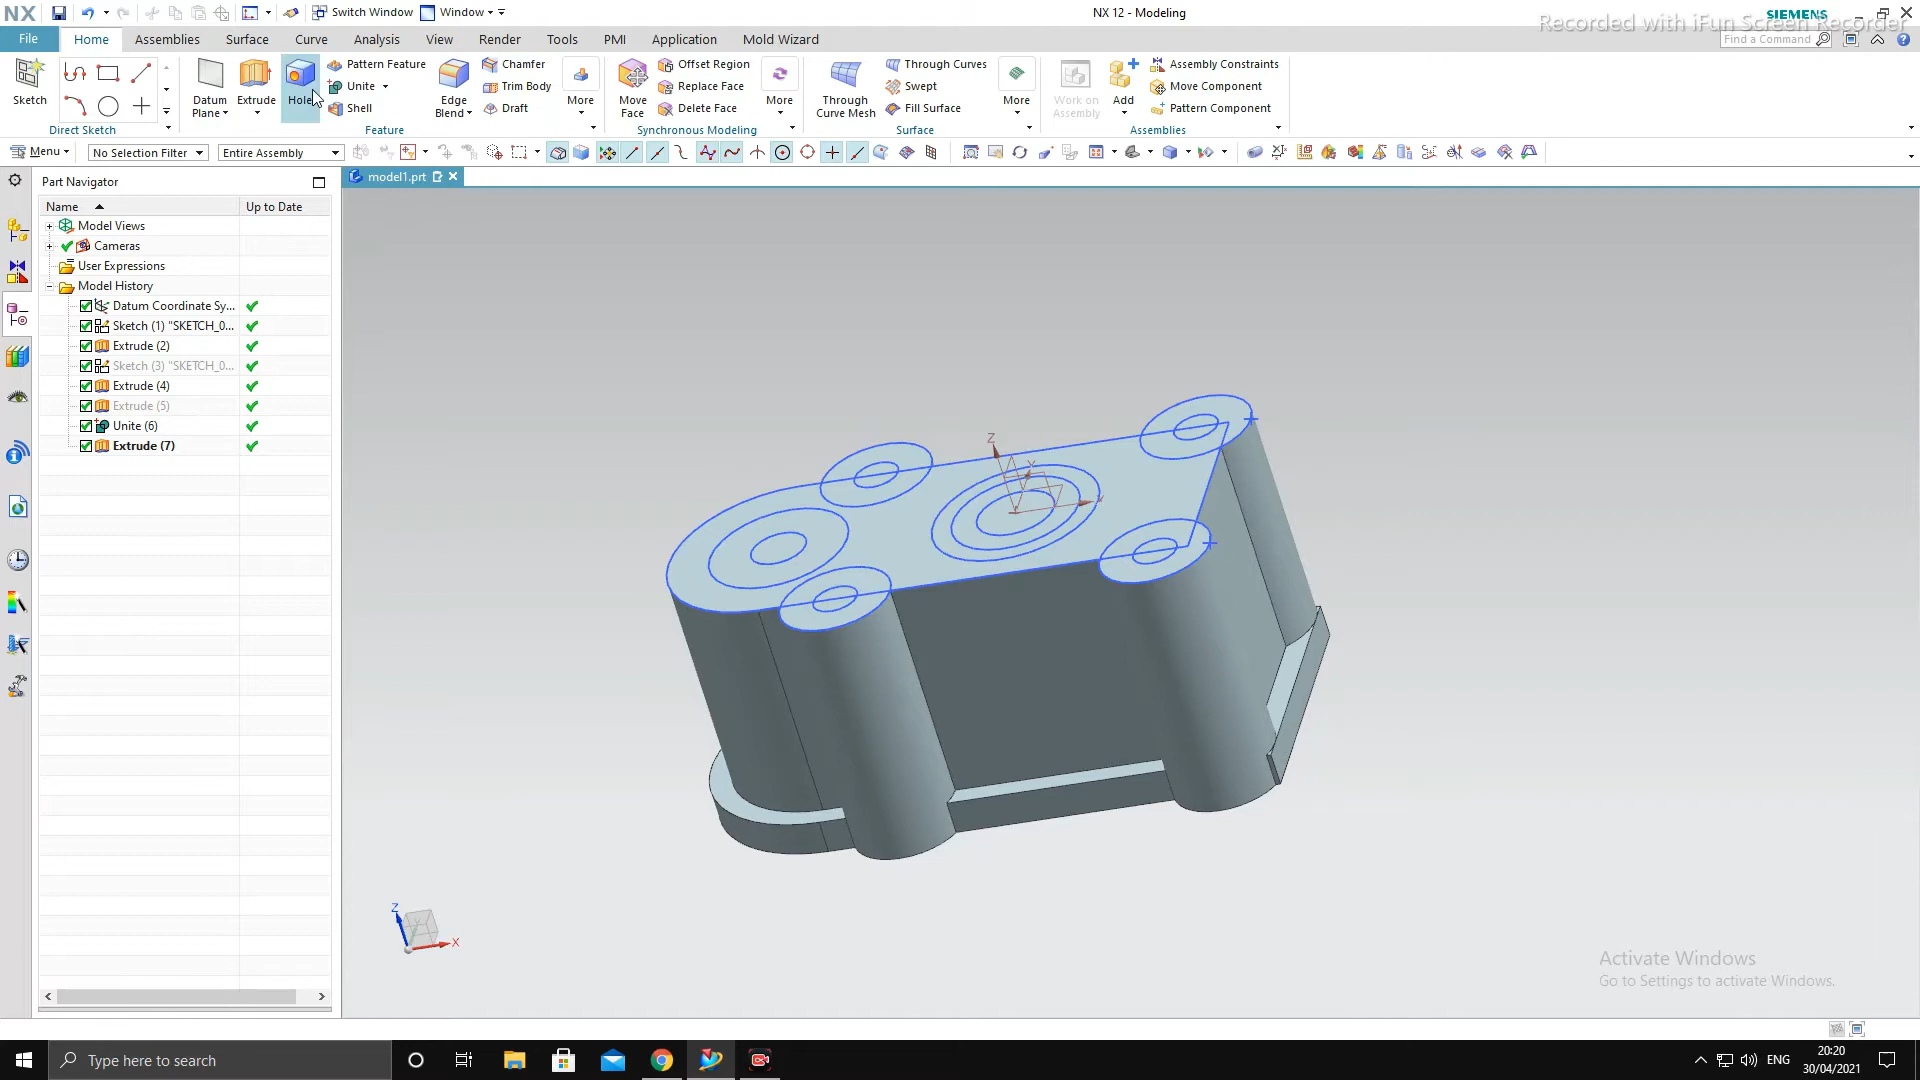 NX
Switch Window
Window
NX 12 - Modeling
SIEMENS
Recorded with iFun Screen Recorder
File
Home
Assemblies
Surface
Curve
Analysis
View
Render
Tools
PMI
Application
Mold Wizard
Find a Command
Sketch
Direct Sketch
Datum Plane
Extrude
Hole
Pattern Feature
Unite
Shell
Edge Blend
Chamfer
Trim Body
Draft
More
Feature
Move Face
Offset Region
Replace Face
Delete Face
More
Synchronous Modeling
Through Curve Mesh
Through Curves
Swept
Fill Surface
More
Surface
Work on Assembly
Add
Assembly Constraints
Move Component
Pattern Component
Assemblies
Menu
No Selection Filter
Entire Assembly
Part Navigator
model1.prt
Name
Up to Date
Model Views
Cameras
User Expressions
Model History
Datum Coordinate Sy...
Sketch (1) "SKETCH_0...
Extrude (2)
Sketch (3) "SKETCH_0...
Extrude (4)
Extrude (5)
Unite (6)
Extrude (7)
Z
Y
X
Z
X
Activate Windows
Go to Settings to activate Windows.
Type here to search
ENG
20:20
30/04/2021